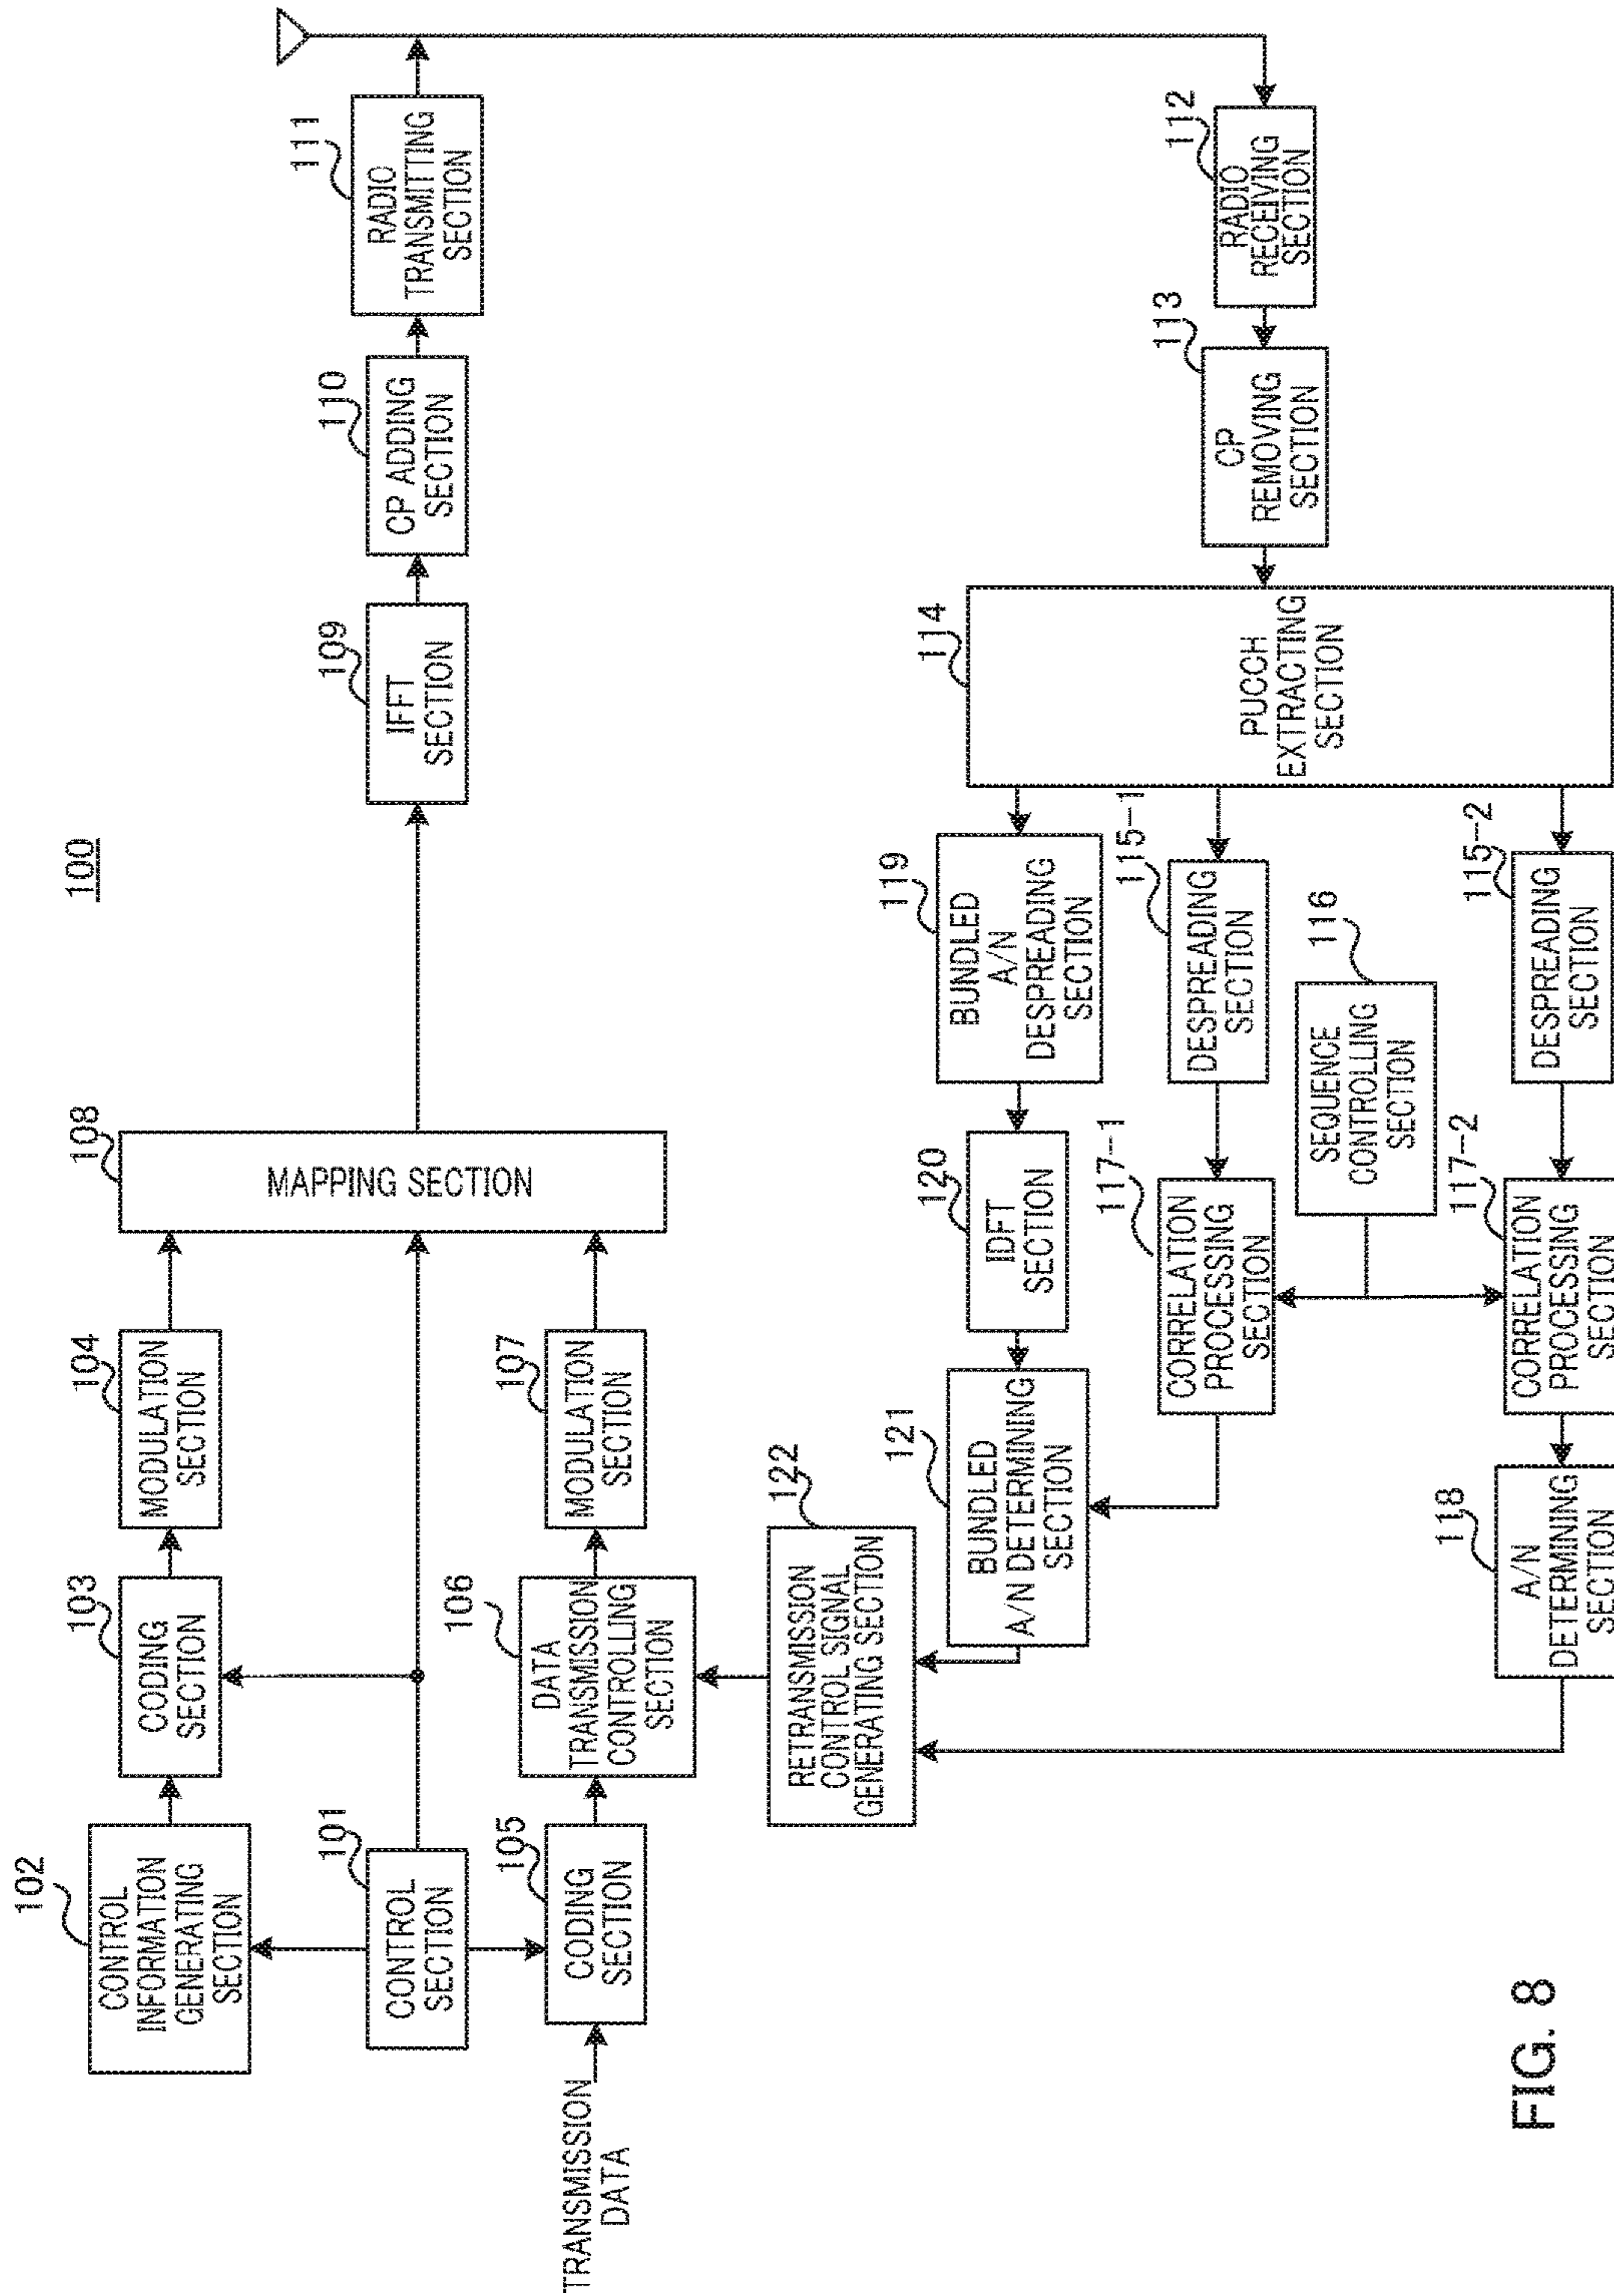 100
102
CONTROL
INFORMATION
GENERATING
SECTION
103
CODING
SECTION
104
MODULATION
SECTION
108
MAPPING SECTION
109
IFFT
SECTION
110
CP ADDING
SECTION
111
RADIO
TRANSMITTING
SECTION
101
CONTROL
SECTION
TRANSMISSION
DATA
105
CODING
SECTION
106
DATA
TRANSMISSION
CONTROLLING
SECTION
107
MODULATION
SECTION
122
RETRANSMISSION
CONTROL SIGNAL
GENERATING SECTION
121
BUNDLED
A/N DETERMINING
SECTION
120
IDFT
SECTION
119
BUNDLED
A/N
DESPREADING
SECTION
114
PUCCH
EXTRACTING
SECTION
113
CP
REMOVING
SECTION
112
RADIO
RECEIVING
SECTION
117-1
CORRELATION
PROCESSING
SECTION
115-1
DESPREADING
SECTION
116
SEQUENCE
CONTROLLING
SECTION
118
A/N
DETERMINING
SECTION
117-2
CORRELATION
PROCESSING
SECTION
115-2
DESPREADING
SECTION
FIG. 8